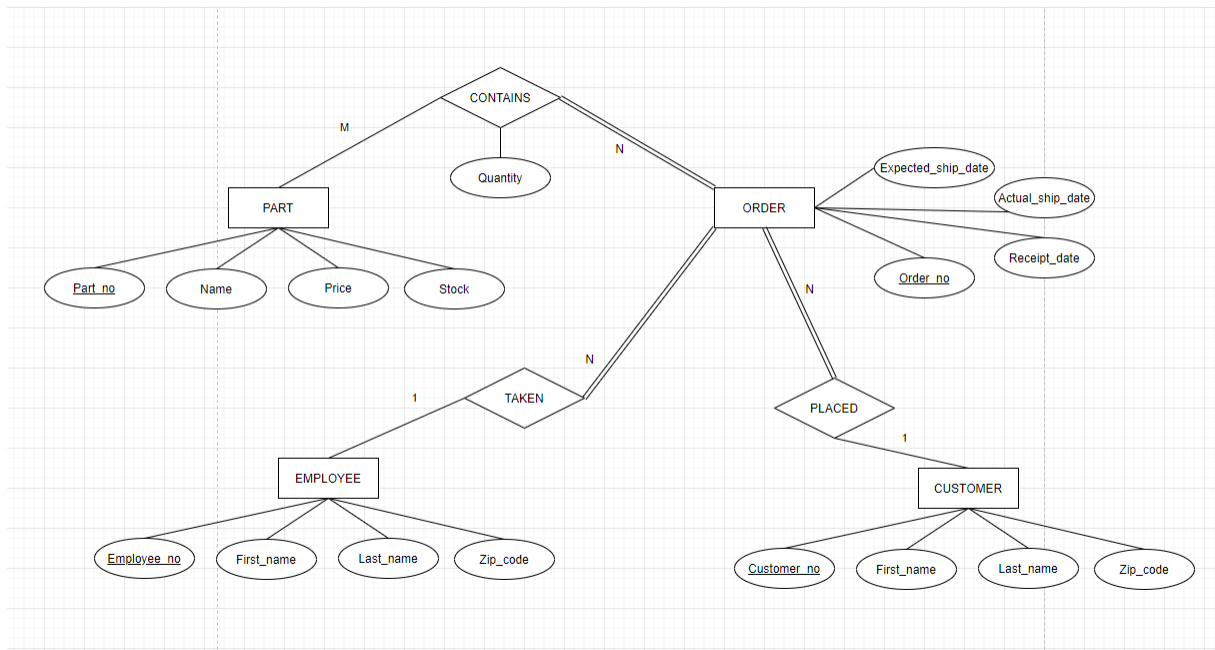 CONTAINS
M
N
Quantity
Expected_ship_date
Actual_ship_date
PART
ORDER
Receipt_date
Order_no
Part_no
Name
Price
Stock
N
N
1
TAKEN
PLACED
1
EMPLOYEE
CUSTOMER
Employee_no
First_name
Last_name
Zip_code
Customer_no
First_name
Last_name
Zip_code